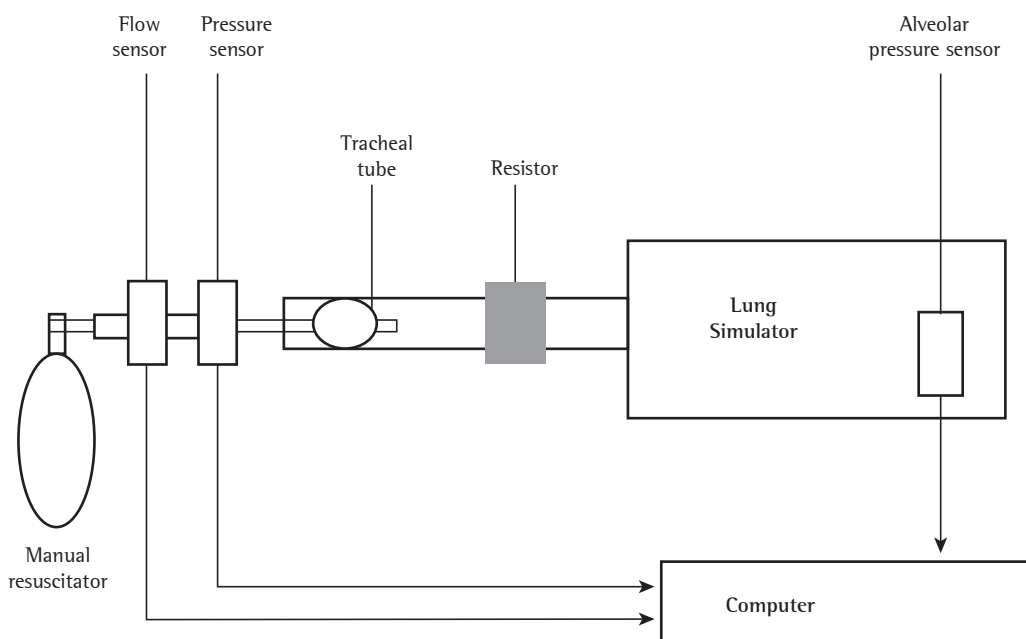 Flow
sensor
Pressure
sensor
Alveolar
pressure sensor
Tracheal
tube
Resistor
Lung
Simulator
Manual
resuscitator
Computer